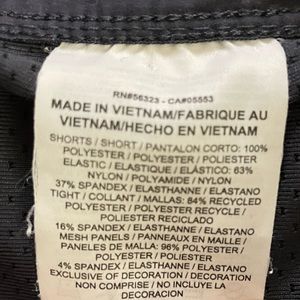 RN#56323 - CA#05553
MADE IN VIETNAM/FABRIQUE AU
VIETNAM/HECHO EN VIETNAM
SHORTS / SHORT / PANTALON CORTO: 100%
POLYESTER / POLYESTER / POLIESTER
ELASTIC / ELASTIQUE / ELÁSTICO: 63%
NYLON / POLYAMIDE / NYLON
37% SPANDEX / ELASTHANNE / ELASTANO
TIGHT / COLLANT / MALLAS: 84% RECYCLED
POLYESTER / POLYESTER RECYCLÉ /
POLIESTER RECICLADO
16% SPANDEX / ELASTHANNE / ELASTANO
MESH PANELS / PANNEAUX EN MAILLE /
PANELES DE MALLA: 96% POLYESTER /
POLYESTER / POLIESTER
4% SPANDEX / ELASTHANNE / ELASTANO
EXCLUSIVE OF DECORATION / DECORATION
NON COMPRISE / NO INCLUYE LA
DECORACION